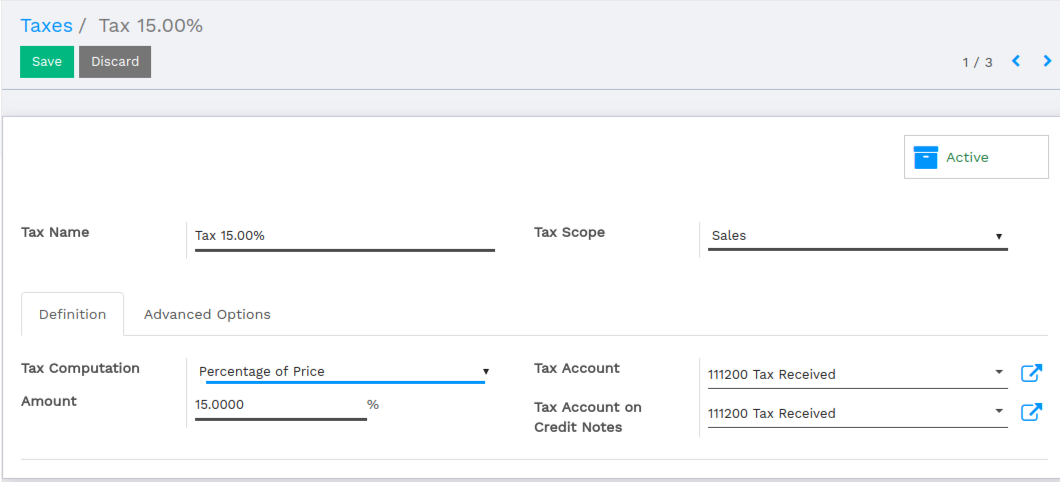 Taxes / Tax 15.00%
Save Discard
1 / 3
Active
Tax Name
Tax 15.00%
Tax Scope
Sales
Definition
Advanced Options
Tax Computation
Percentage of Price
Amount
15.0000 %
Tax Account
111200 Tax Received
Tax Account on
Credit Notes
111200 Tax Received